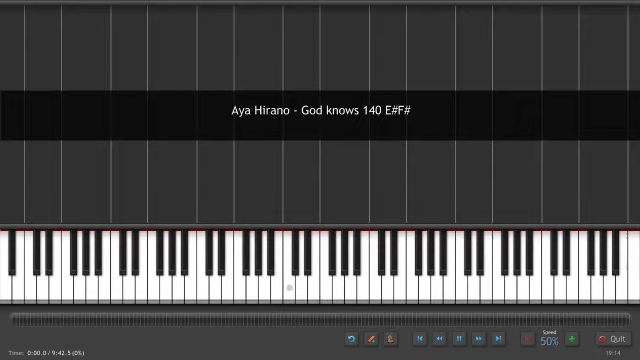 Aya Hirano - God knows 140 E#F#
Speed
50%
Quit
Time: 0:00.0 / 9:42.5 (0%)
19:14